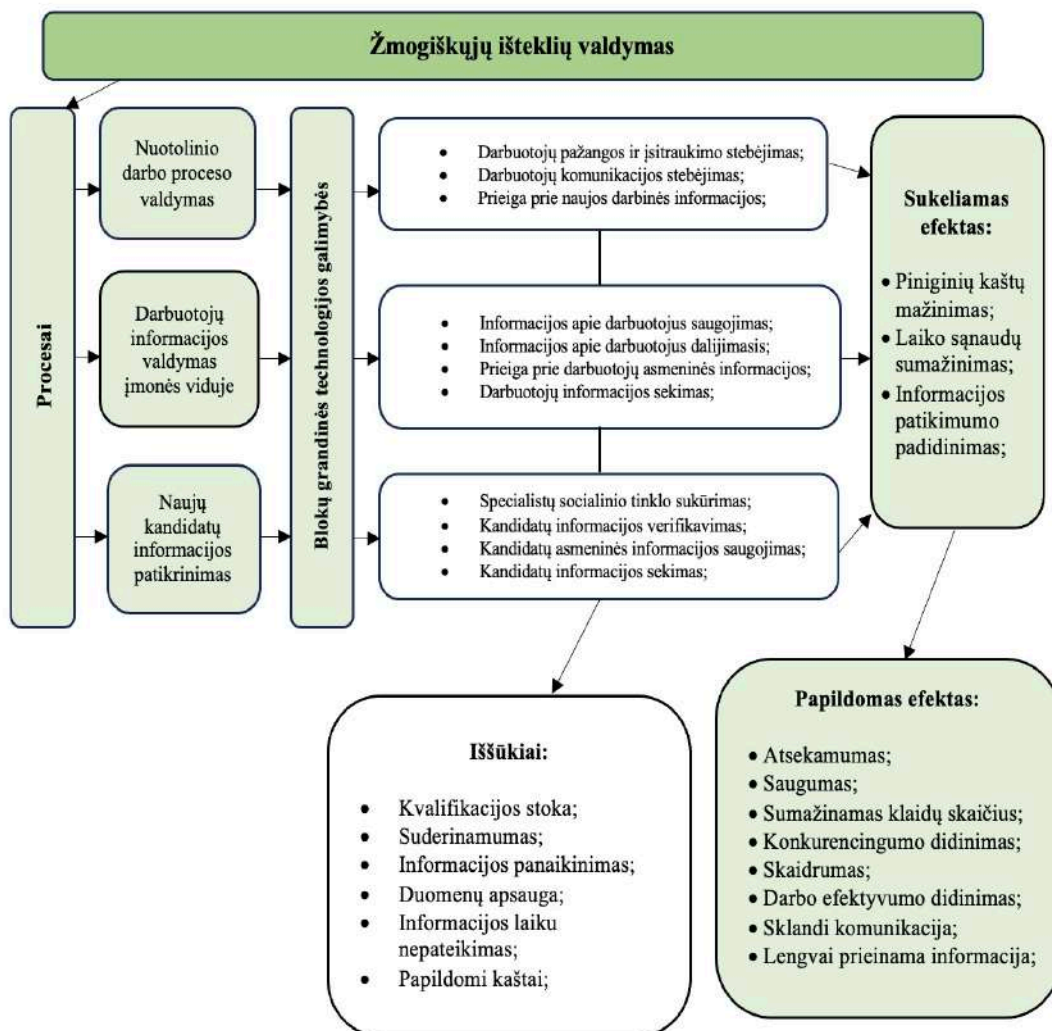 Žmogiškųjų išteklių valdymas
Procesai
Nuotolinio
darbo proceso
valdymas
Darbuotojų
informacijos
valdymas
įmonės viduje
Naujų
kandidatų
informacijos
patikrinimas
Blokų grandinės technologijos galimybės
• Darbuotojų pažangos ir įsitraukimo stebėjimas;
• Darbuotojų komunikacijos stebėjimas;
• Prieiga prie naujos darbinės informacijos;
• Informacijos apie darbuotojus saugojimas;
• Informacijos apie darbuotojus dalijimasis;
• Prieiga prie darbuotojų asmeninės informacijos;
• Darbuotojų informacijos sekimas;
• Specialistų socialinio tinklo sukūrimas;
• Kandidatų informacijos verifikavimas;
• Kandidatų asmeninės informacijos saugojimas;
• Kandidatų informacijos sekimas;
Sukeliamas
efektas:
• Piniginių kaštų
mažinimas;
• Laiko sąnaudų
sumažinimas;
• Informacijos
patikimumo
padidinimas;
Iššūkiai:
• Kvalifikacijos stoka;
• Suderinamumas;
• Informacijos panaikinimas;
• Duomenų apsauga;
• Informacijos laiku
nepateikimas;
• Papildomi kaštai;
Papildomas efektas:
• Atsekamumas;
• Saugumas;
• Sumažinamas klaidų skaičius;
• Konkurencingumo didinimas;
• Skaidrumas;
• Darbo efektyvumo didinimas;
• Sklandi komunikacija;
• Lengvai prieinama informacija;